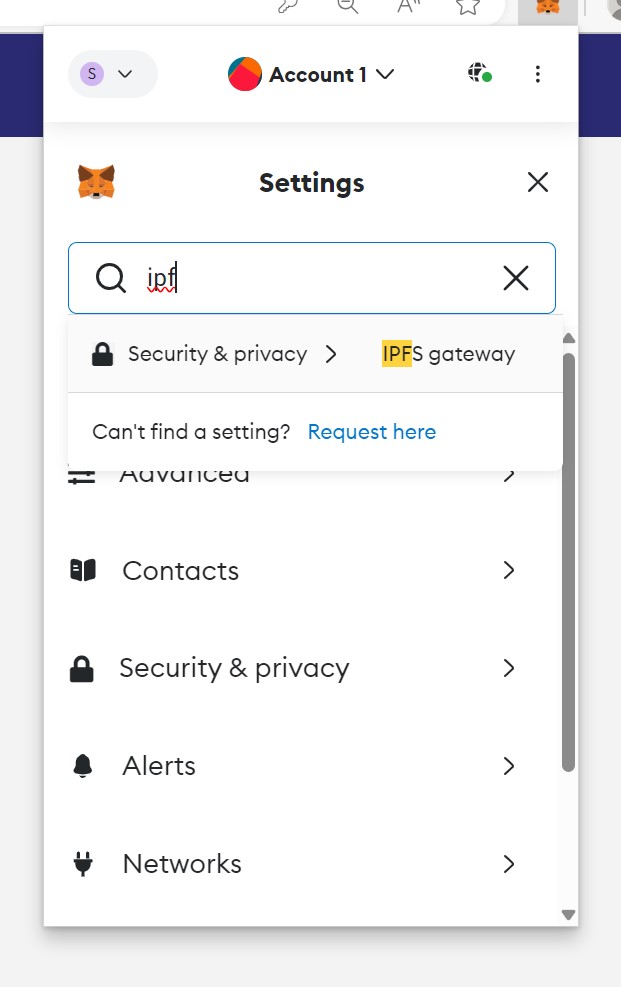 A
S
Account 1
Settings
ipf
Security & privacy > IPFS gateway
Can't find a setting? Request here
Advanced
Contacts
Security & privacy
Alerts
Networks